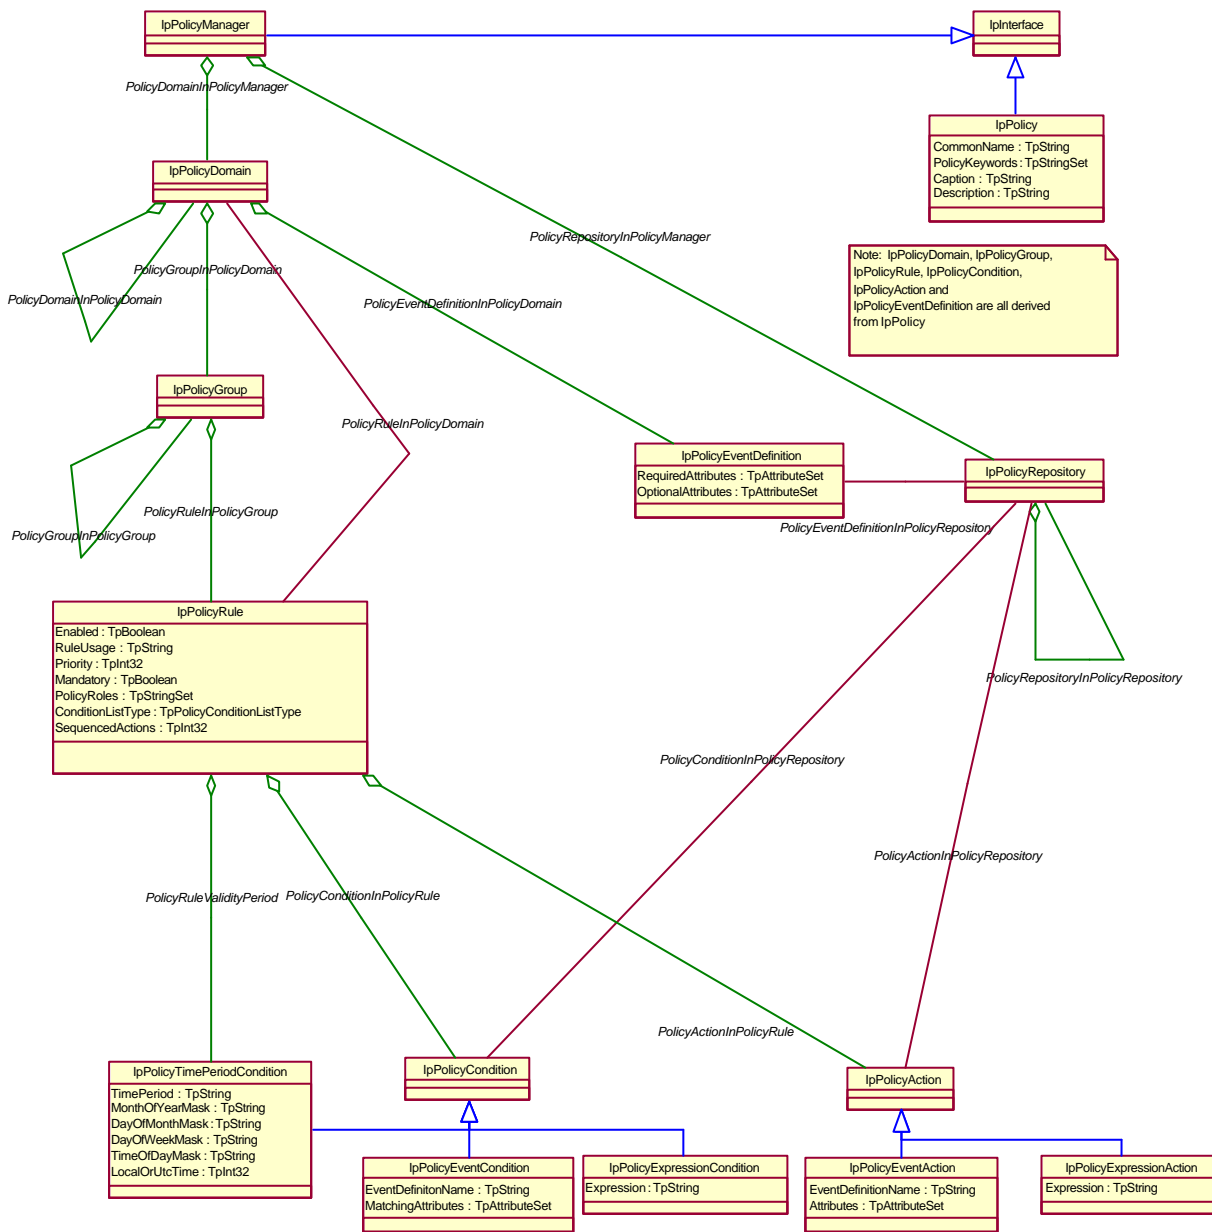 IpPolicyManager
IpInterface
PolicyDomainInPolicyManager
IpPolicy
CommonName : TpString
PolicyKeywords : TpStringSet
Caption : TpString
Description : TpString
IpPolicyDomain
PolicyRepositoryInPolicyManager
Note: IpPolicyDomain, IpPolicyGroup,
IpPolicyRule, IpPolicyCondition,
IpPolicyAction and
IpPolicyEventDefinition are all derived
from IpPolicy
PolicyGroupInPolicyDomain
PolicyDomainInPolicyDomain
PolicyEventDefinitionInPolicyDomain
IpPolicyGroup
PolicyRuleInPolicyDomain
IpPolicyEventDefinition
RequiredAttributes : TpAttributeSet
OptionalAttributes : TpAttributeSet
IpPolicyRepository
PolicyRuleInPolicyGroup
PolicyGroupInPolicyGroup
PolicyEventDefinitionInPolicyRepository
IpPolicyRule
Enabled : TpBoolean
RuleUsage : TpString
Priority : TpInt32
Mandatory : TpBoolean
PolicyRoles : TpStringSet
ConditionListType : TpPolicyConditionListType
SequencedActions : TpInt32
PolicyRepositoryInPolicyRepository
PolicyConditionInPolicyRepository
PolicyActionInPolicyRepository
PolicyRuleValidityPeriod
PolicyConditionInPolicyRule
PolicyActionInPolicyRule
IpPolicyTimePeriodCondition
TimePeriod : TpString
MonthOfYearMask : TpString
DayOfMonthMask : TpString
DayOfWeekMask : TpString
TimeOfDayMask : TpString
LocalOrUtcTime : TpInt32
IpPolicyCondition
IpPolicyAction
IpPolicyEventCondition
EventDefinitonName : TpString
MatchingAttributes : TpAttributeSet
IpPolicyExpressionCondition
Expression : TpString
IpPolicyEventAction
EventDefinitionName : TpString
Attributes : TpAttributeSet
IpPolicyExpressionAction
Expression : TpString